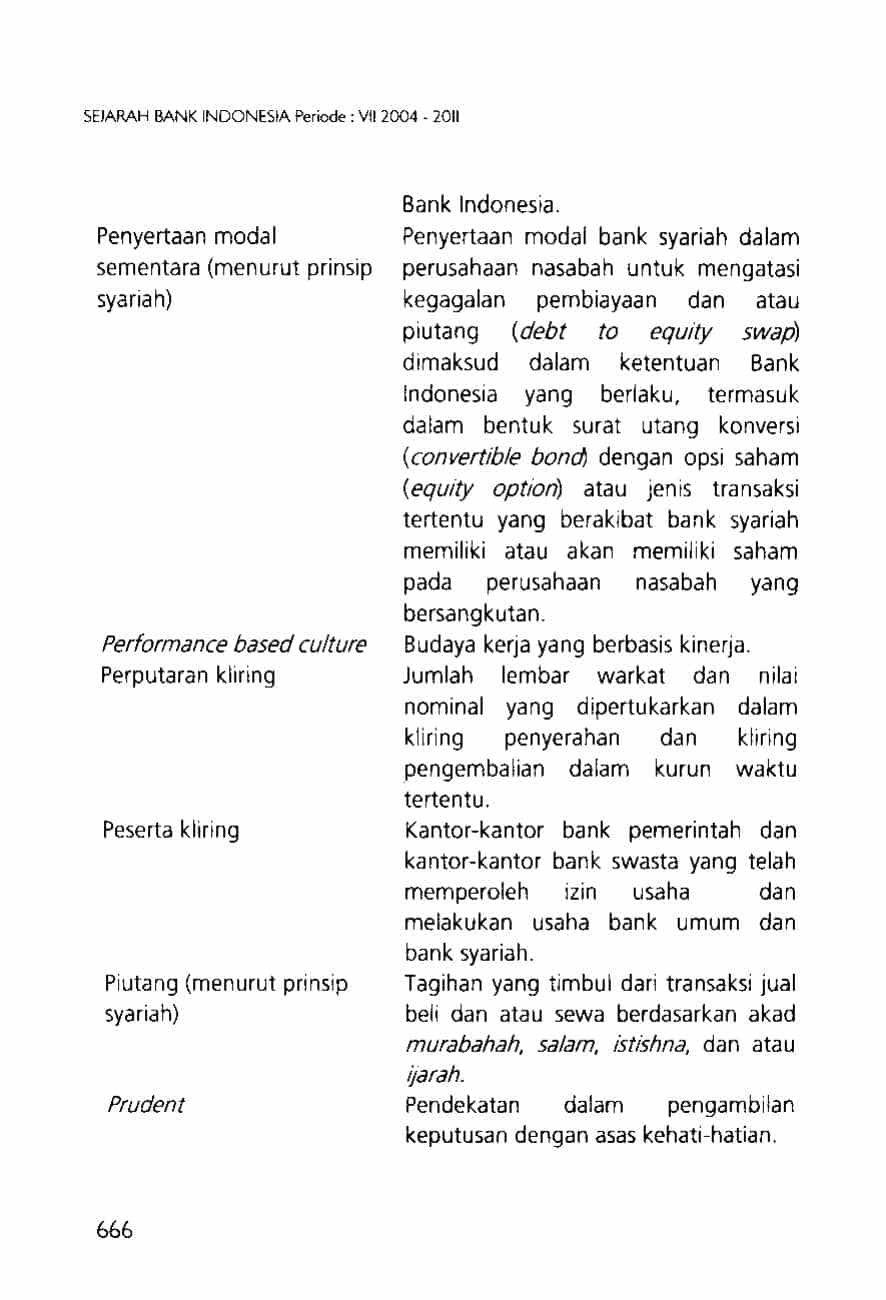 SEJARAH BANK INDONESIA Periode : VII 2004 - 2011
Bank Indonesia.
Penyertaan modal
sementara (menurut prinsip
syariah)
Penyertaan modal bank syariah dalam
perusahaan nasabah untuk mengatasi
kegagalan pembiayaan dan atau
piutang (debt to equity swap)
dimaksud dalam ketentuan Bank
Indonesia yang berlaku, termasuk
dalam bentuk surat utang konversi
(convertible bond) dengan opsi saham
(equity option) atau jenis transaksi
tertentu yang berakibat bank syariah
memiliki atau akan memiliki saham
pada perusahaan nasabah yang
bersangkutan.
Performance based culture
Budaya kerja yang berbasis kinerja.
Perputaran kliring
Jumlah lembar warkat dan nilai
nominal yang dipertukarkan dalam
kliring penyerahan dan kliring
pengembalian dalam kurun waktu
tertentu.
Peserta kliring
Kantor-kantor bank pemerintah dan
kantor-kantor bank swasta yang telah
memperoleh izin usaha dan
melakukan usaha bank umum dan
bank syariah.
Piutang (menurut prinsip
syariah)
Tagihan yang timbul dari transaksi jual
beli dan atau sewa berdasarkan akad
murabahah, salam, istishna, dan atau
ijarah.
Prudent
Pendekatan dalam pengambilan
keputusan dengan asas kehati-hatian.
666